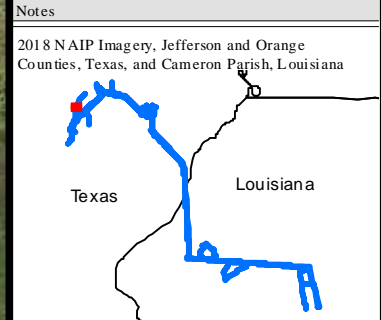 Notes
2018 NAIP Imagery, Jefferson and Orange
Counties, Texas, and Cameron Parish, Louisiana
Texas
Louisiana